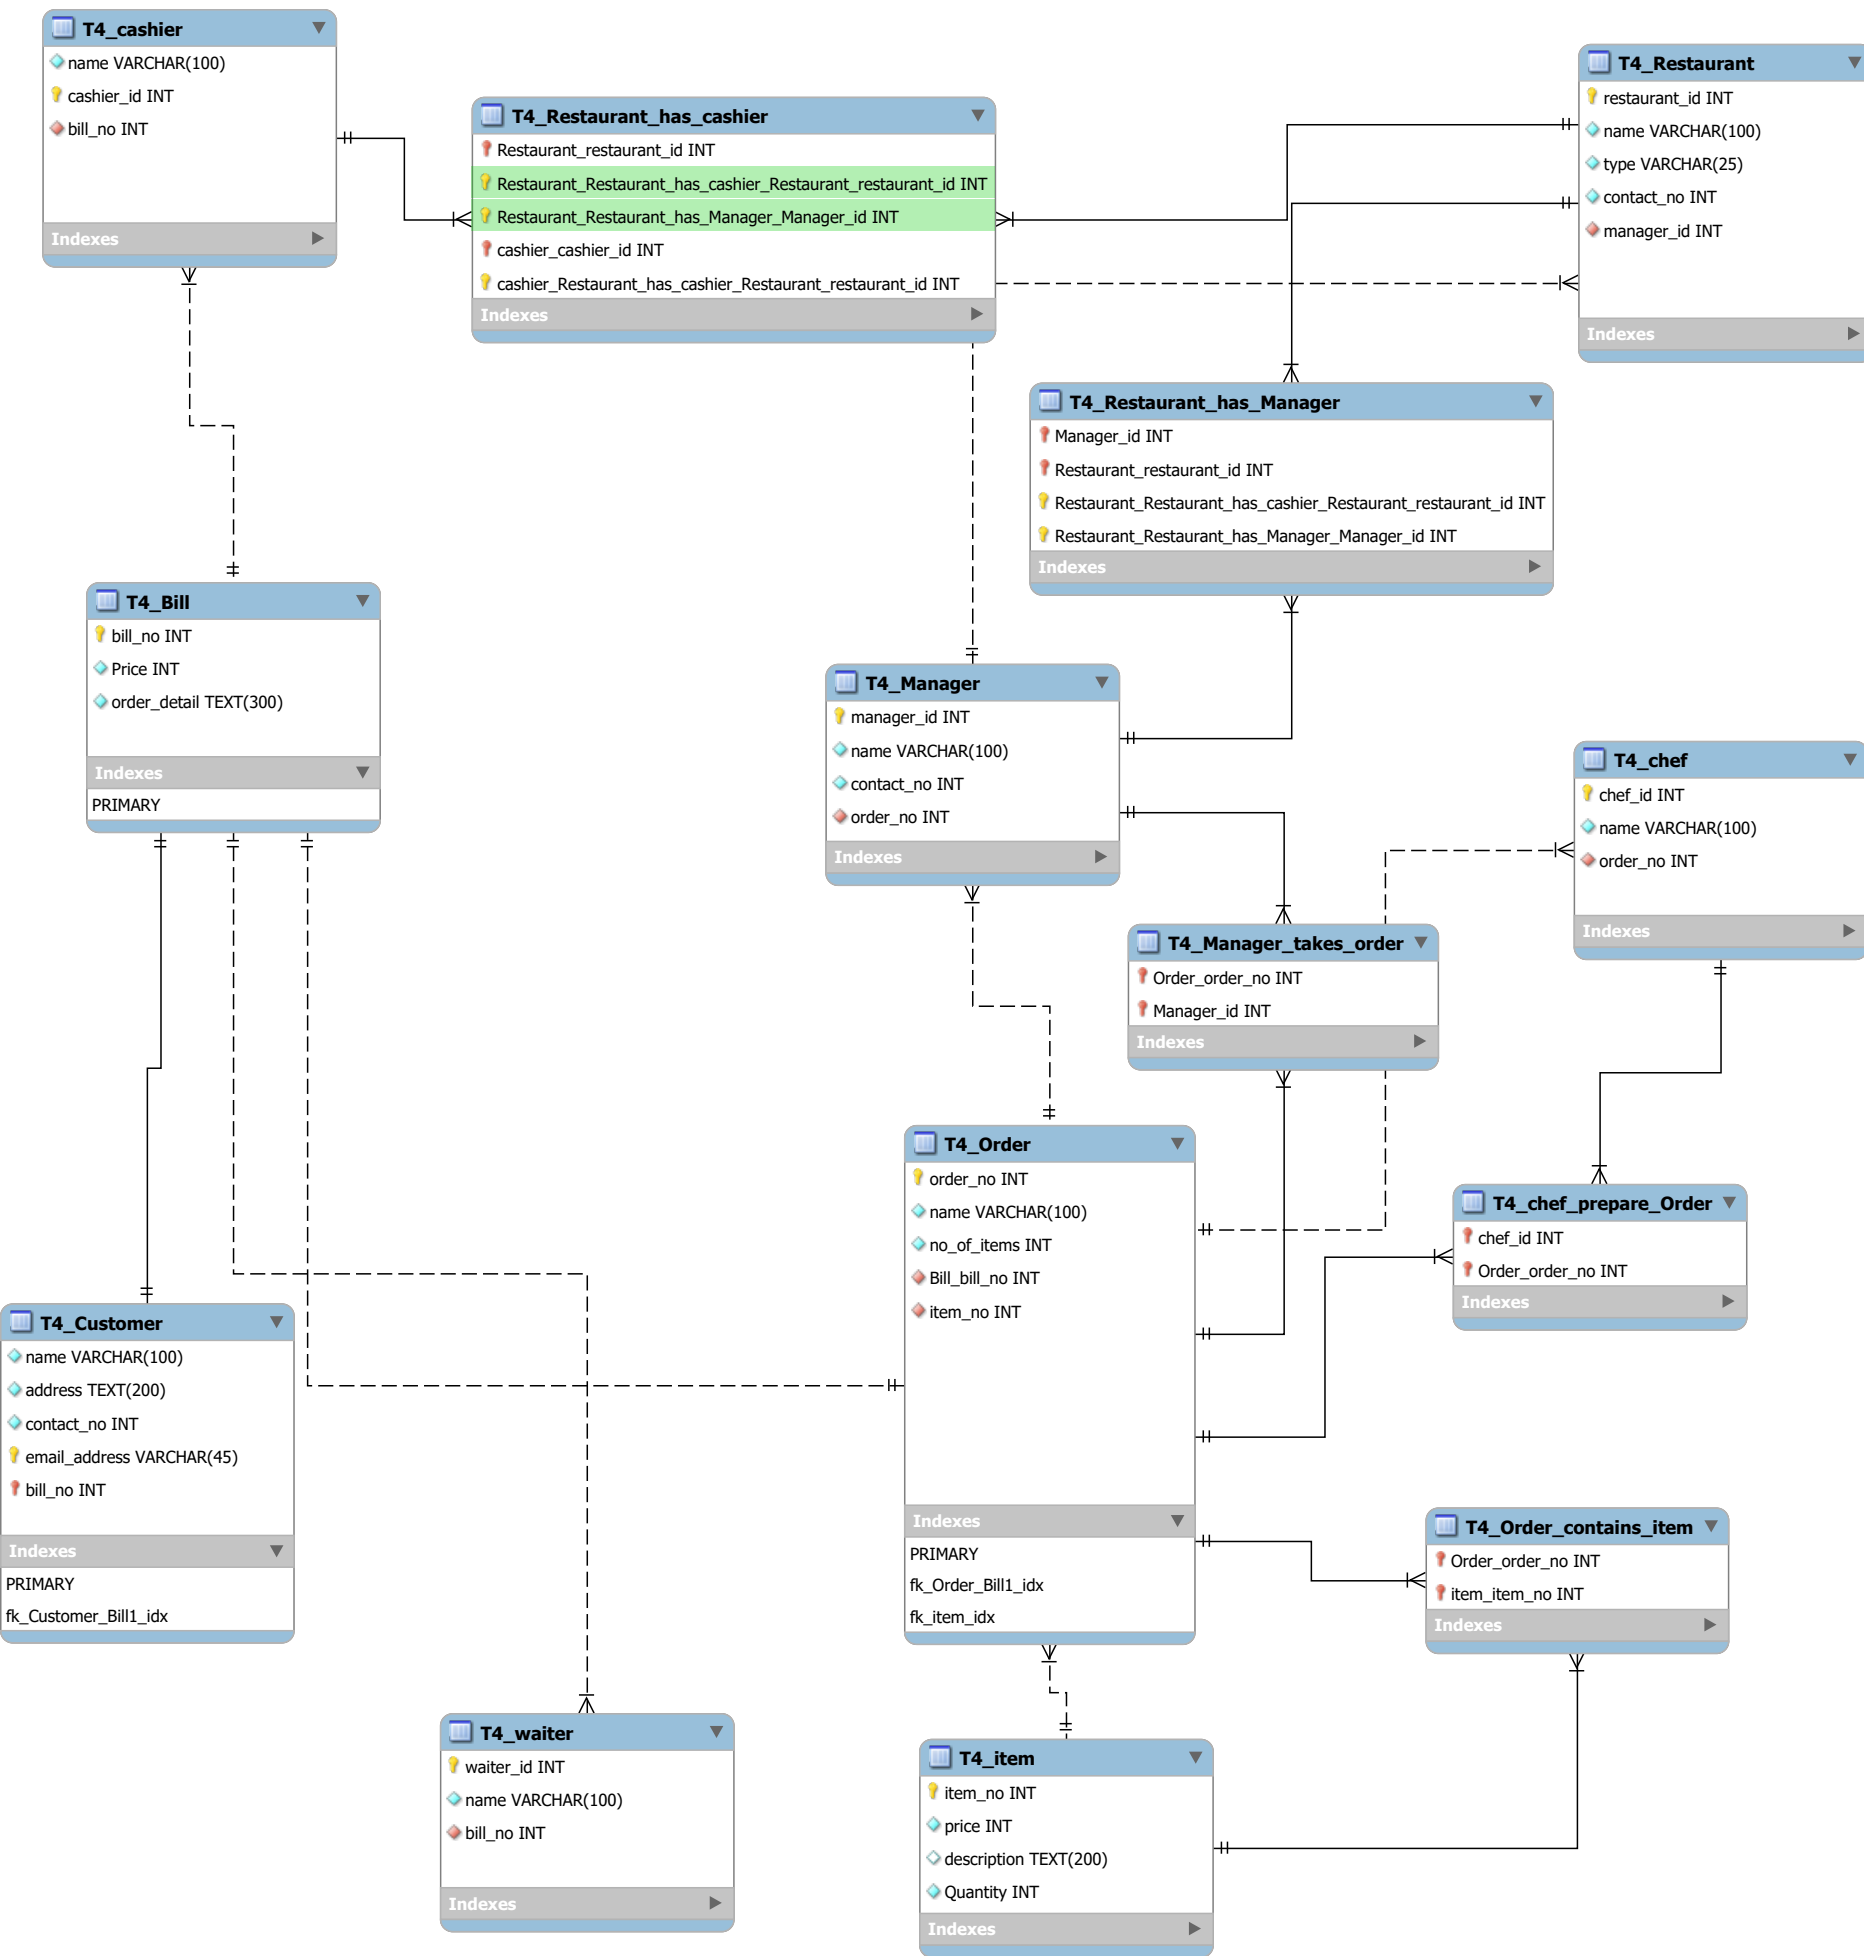 T4_cashier
name VARCHAR(100)
cashier_id INT
bill_no INT
Indexes
T4_Restaurant_has_cashier
Restaurant_restaurant_id INT
Restaurant_Restaurant_has_cashier_Restaurant_restaurant_id INT
Restaurant_Restaurant_has_Manager_Manager_id INT
cashier_cashier_id INT
cashier_Restaurant_has_cashier_Restaurant_restaurant_id INT
Indexes
T4_Restaurant
restaurant_id INT
name VARCHAR(100)
type VARCHAR(25)
contact_no INT
manager_id INT
Indexes
T4_Restaurant_has_Manager
Manager_id INT
Restaurant_restaurant_id INT
Restaurant_Restaurant_has_cashier_Restaurant_restaurant_id INT
Restaurant_Restaurant_has_Manager_Manager_id INT
Indexes
T4_Bill
bill_no INT
Price INT
order_detail TEXT(300)
Indexes
PRIMARY
T4_Manager
manager_id INT
name VARCHAR(100)
contact_no INT
order_no INT
Indexes
T4_chef
chef_id INT
name VARCHAR(100)
order_no INT
Indexes
T4_Manager_takes_order
Order_order_no INT
Manager_id INT
Indexes
T4_Order
order_no INT
name VARCHAR(100)
no_of_items INT
Bill_bill_no INT
item_no INT
Indexes
PRIMARY
fk_Order_Bill1_idx
fk_item_idx
T4_chef_prepare_Order
chef_id INT
Order_order_no INT
Indexes
T4_Customer
name VARCHAR(100)
address TEXT(200)
contact_no INT
email_address VARCHAR(45)
bill_no INT
Indexes
PRIMARY
fk_Customer_Bill1_idx
T4_Order_contains_item
Order_order_no INT
item_item_no INT
Indexes
T4_waiter
waiter_id INT
name VARCHAR(100)
bill_no INT
Indexes
T4_item
item_no INT
price INT
description TEXT(200)
Quantity INT
Indexes